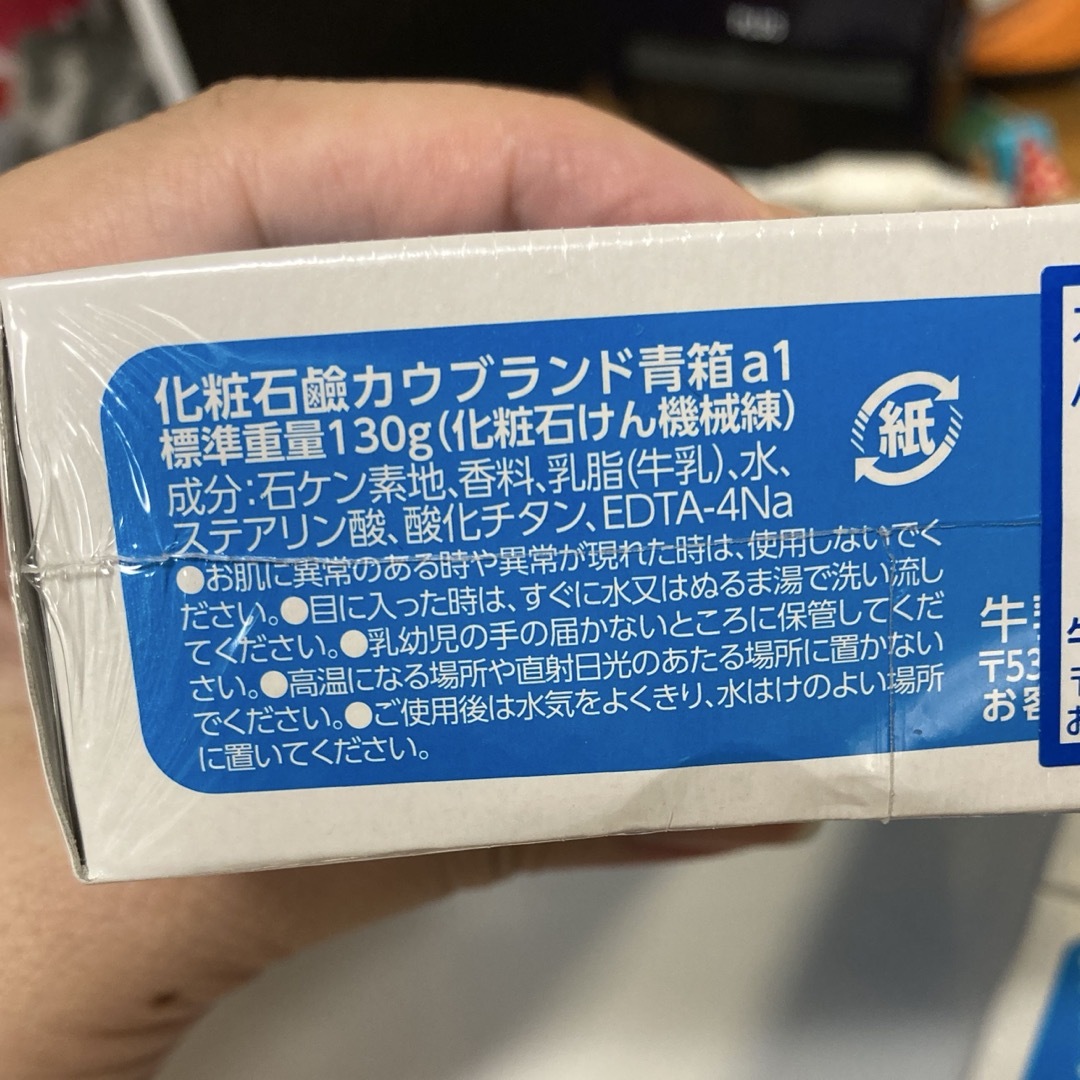 化粧石鹼カウブランド青箱a1
標準重量130g(化粧石けん機械練)
成分:石ケン素地、香料、乳脂(牛乳)、水、
ステアリン酸、酸化チタン、EDTA-4Na
●お肌に異常のある時や異常が現れた時は、使用しないでく
ださい。●目に入った時は、すぐに水又はぬるま湯で洗い流し
てください。●乳幼児の手の届かないところに保管してくだ
さい。●高温になる場所や直射日光のあたる場所に置かない
でください。●ご使用後は水気をよくきり、水はけのよい場所
に置いてください。
紙
牛
〒53
お客
〒
お